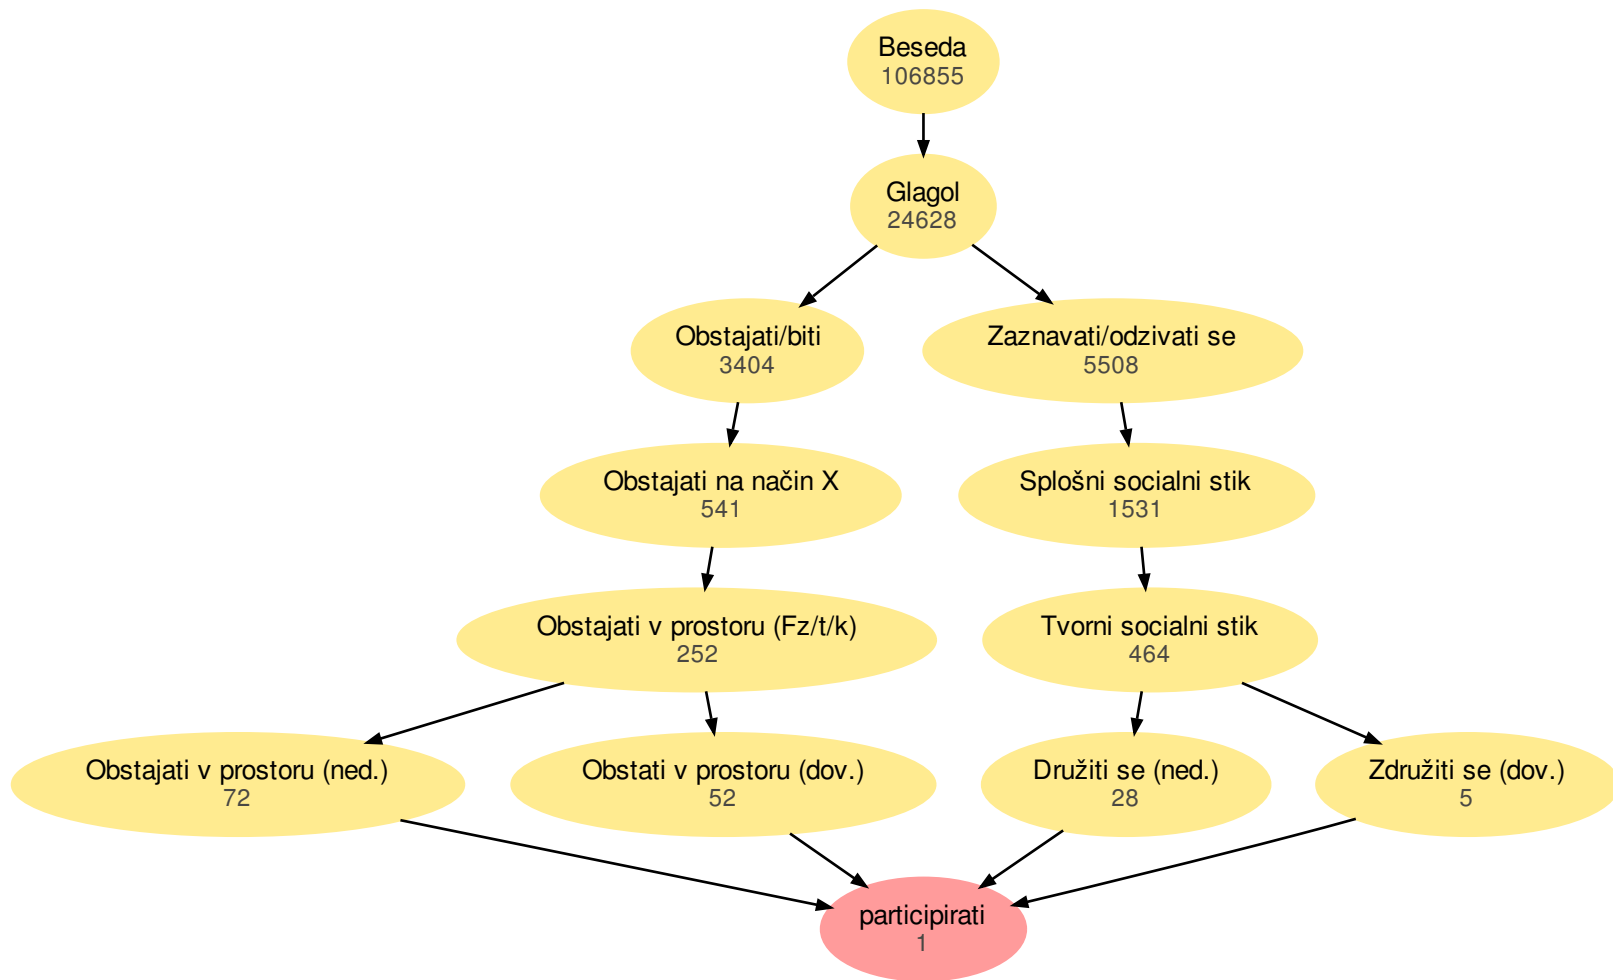 Beseda
106855
Glagol
24628
Obstajati/biti
3404
Zaznavati/odzivati se
5508
Obstajati na način X
541
Splošni socialni stik
1531
Obstajati v prostoru (Fz/t/k)
252
Tvorni socialni stik
464
Obstajati v prostoru (ned.)
72
Obstati v prostoru (dov.)
52
Družiti se (ned.)
28
Združiti se (dov.)
5
participirati
1